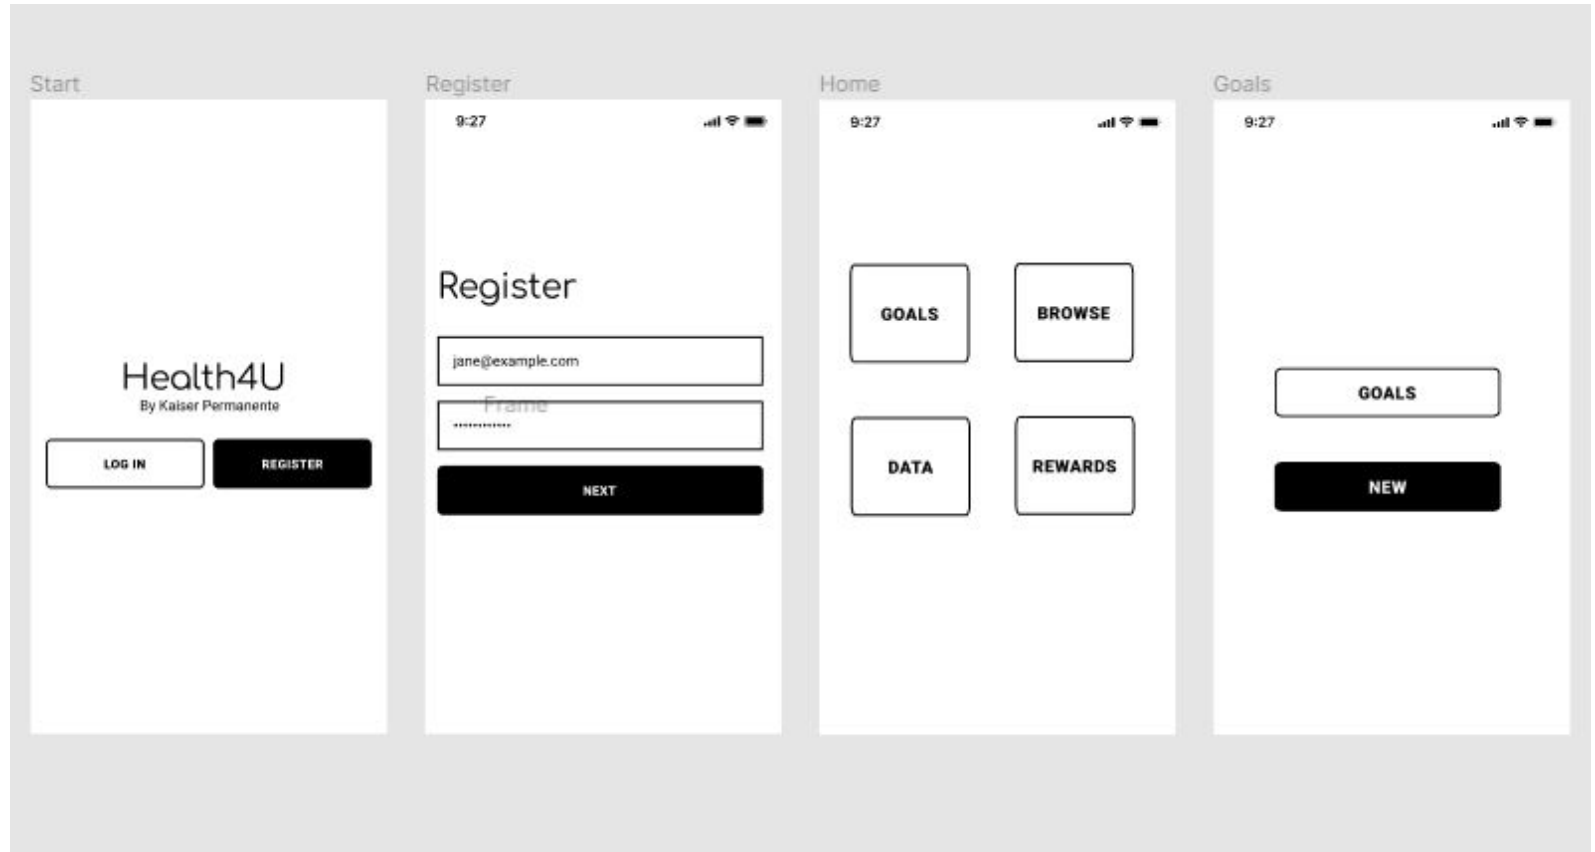 Start
Health4U
By Kaiser Permanente
LOG IN
REGISTER
Register
9:27
Register
jane@example.com
Frame
••••••••••••
NEXT
Home
9:27
GOALS
BROWSE
DATA
REWARDS
Goals
9:27
GOALS
NEW